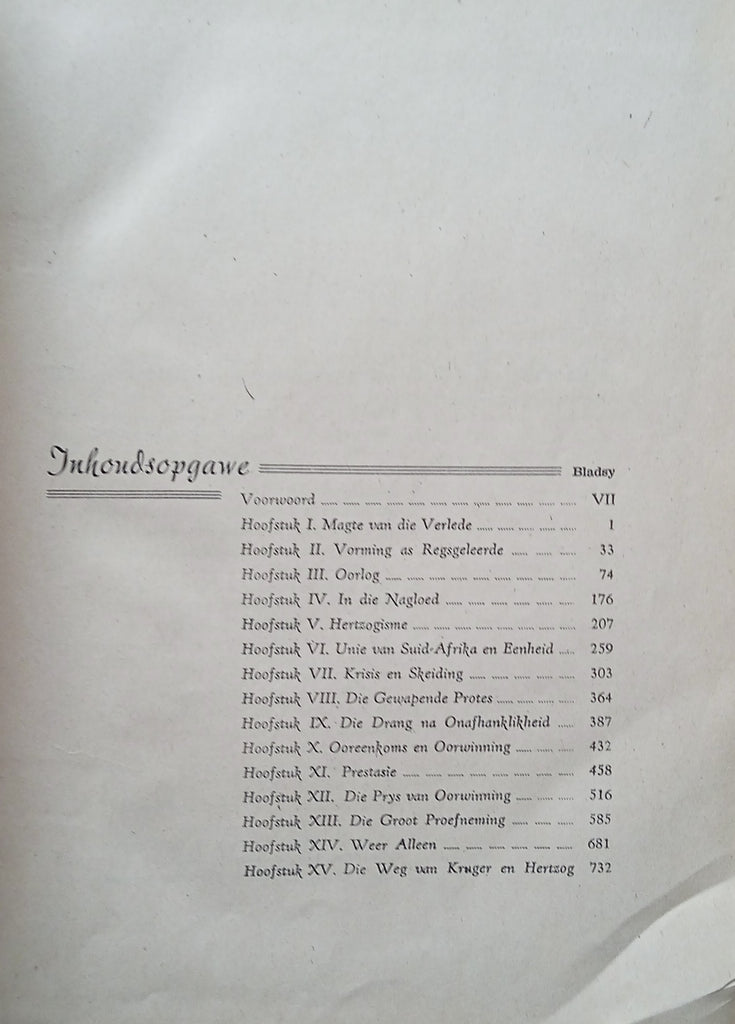 Inhoudsopgawe
Bladsy
Voorwoord ...... ...... ...... ...... ...... ...... ...... ...... ...... ...... ...... VII
Hoofstuk I. Magte van die Verlede ...... ...... ...... ...... ...... 1
Hoofstuk II. Vorming as Regsgeleerde ...... ...... ...... 33
Hoofstuk III. Oorlog ...... ...... ...... ...... ...... ...... ...... ...... ...... 74
Hoofstuk IV. In die Nagloed ...... ...... ...... ...... ...... ...... 176
Hoofstuk V. Hertzogisme ...... ...... ...... ...... ...... ...... ...... ...... 207
Hoofstuk VI. Unie van Suid-Afrika en Eenheid ...... 259
Hoofstuk VII. Krisis en Skeiding ...... ...... ...... ...... ...... 303
Hoofstuk VIII. Die Gewapende Protes ...... ...... ...... ...... 364
Hoofstuk IX. Die Drang na Onafhanklikheid ...... 387
Hoofstuk X. Ooreenkoms en Oorwinning ...... ...... ...... 432
Hoofstuk XI. Prestasie ...... ...... ...... ...... ...... ...... ...... ...... 458
Hoofstuk XII. Die Prys van Oorwinning ...... ...... ...... 516
Hoofstuk XIII. Die Groot Proefneming ...... ...... ...... 585
Hoofstuk XIV. Weer Alleen ...... ...... ...... ...... ...... ...... 681
Hoofstuk XV. Die Weg van Kruger en Hertzog 732